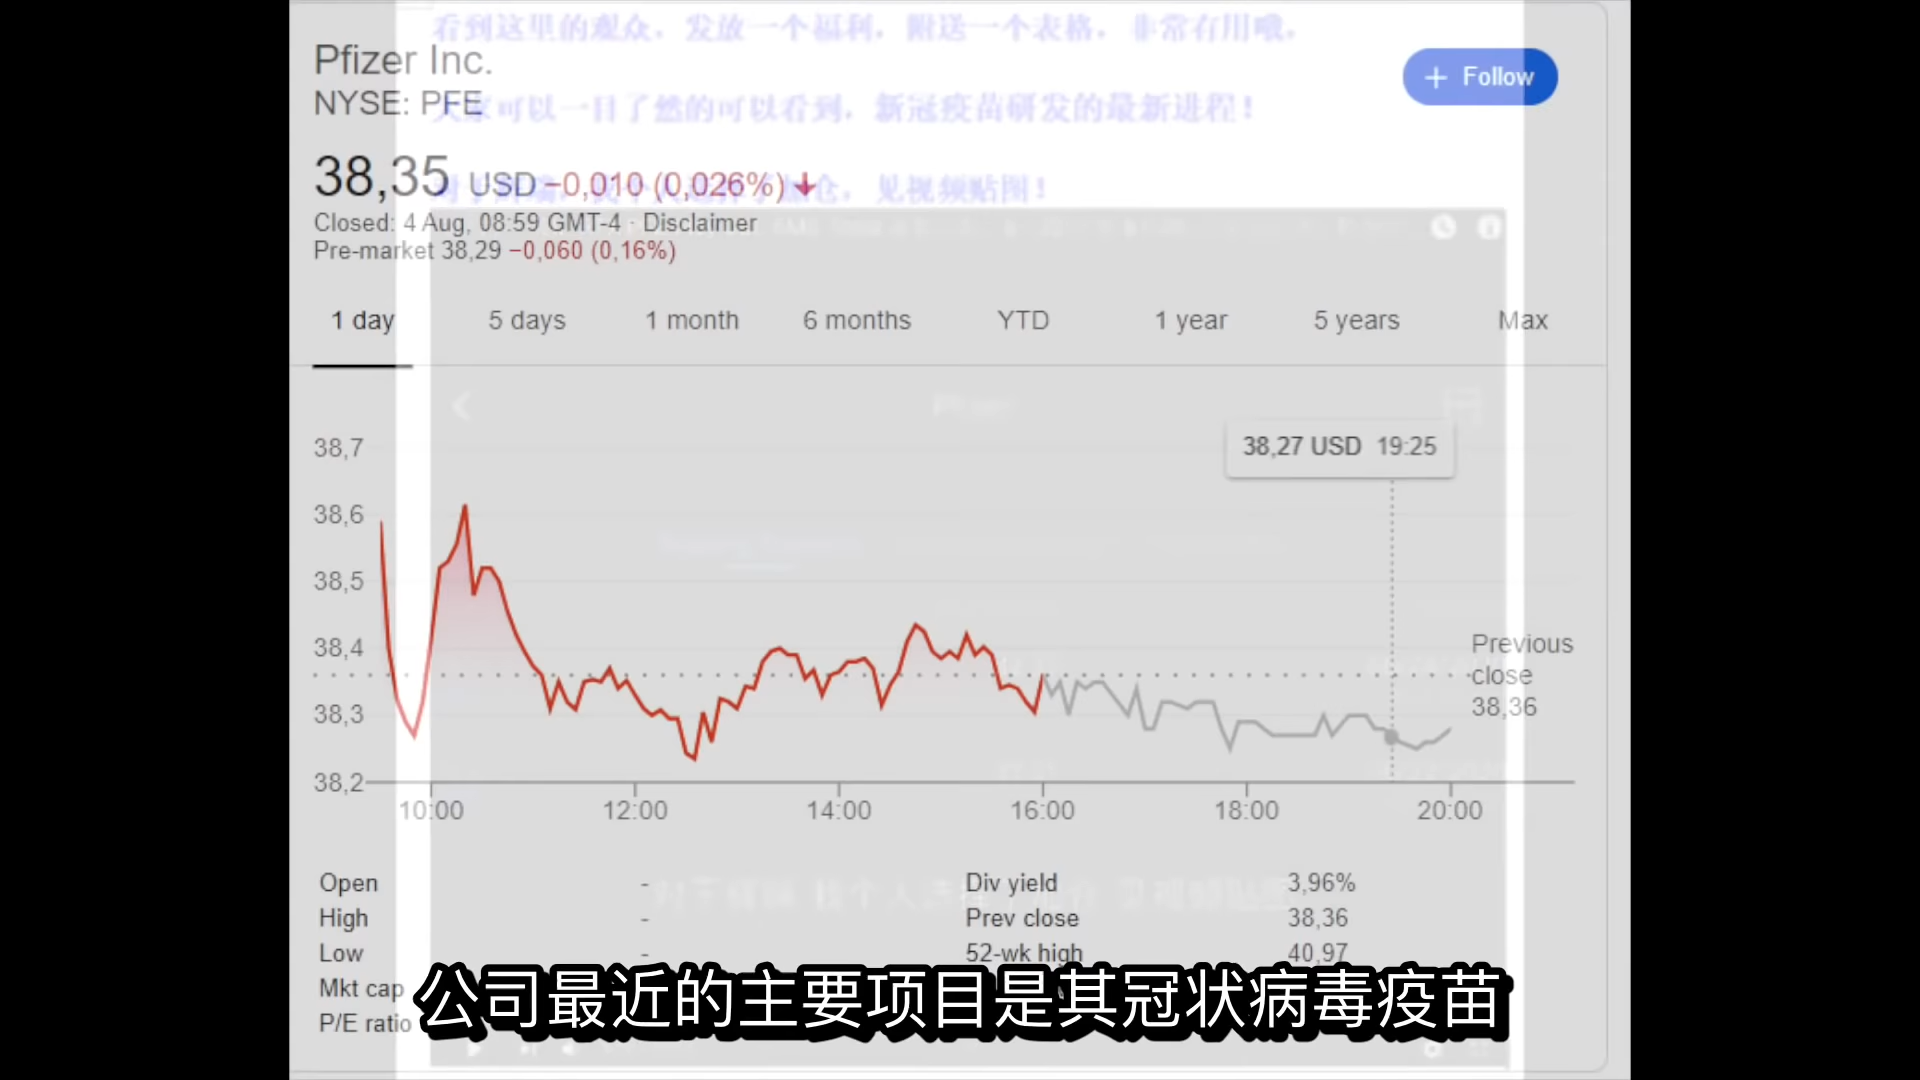 看到这里的观众，发放一个福利，附送一个表格，非常有用哦，
Pfizer Inc.
+ Follow
NYSE: PFE
大家可以一目了然的可以看到，新冠疫苗研发的最新进程！
38,35 USD −0,010 (0,026%)
见视频贴图！
Closed: 4 Aug, 08:59 GMT-4 · Disclaimer
Pre-market 38,29 −0,060 (0,16%)
1 day 5 days 1 month 6 months YTD 1 year 5 years Max
38,27 USD 19:25
38,7
38,6
38,5
38,4
38,3
38,2
Previous
close
38,36
10:00 12:00 14:00 16:00 18:00 20:00
Open - Div yield 3,96%
High - Prev close 38,36
Low - 52-wk high 40,97
Mkt cap
P/E ratio
公司最近的主要项目是其冠状病毒疫苗